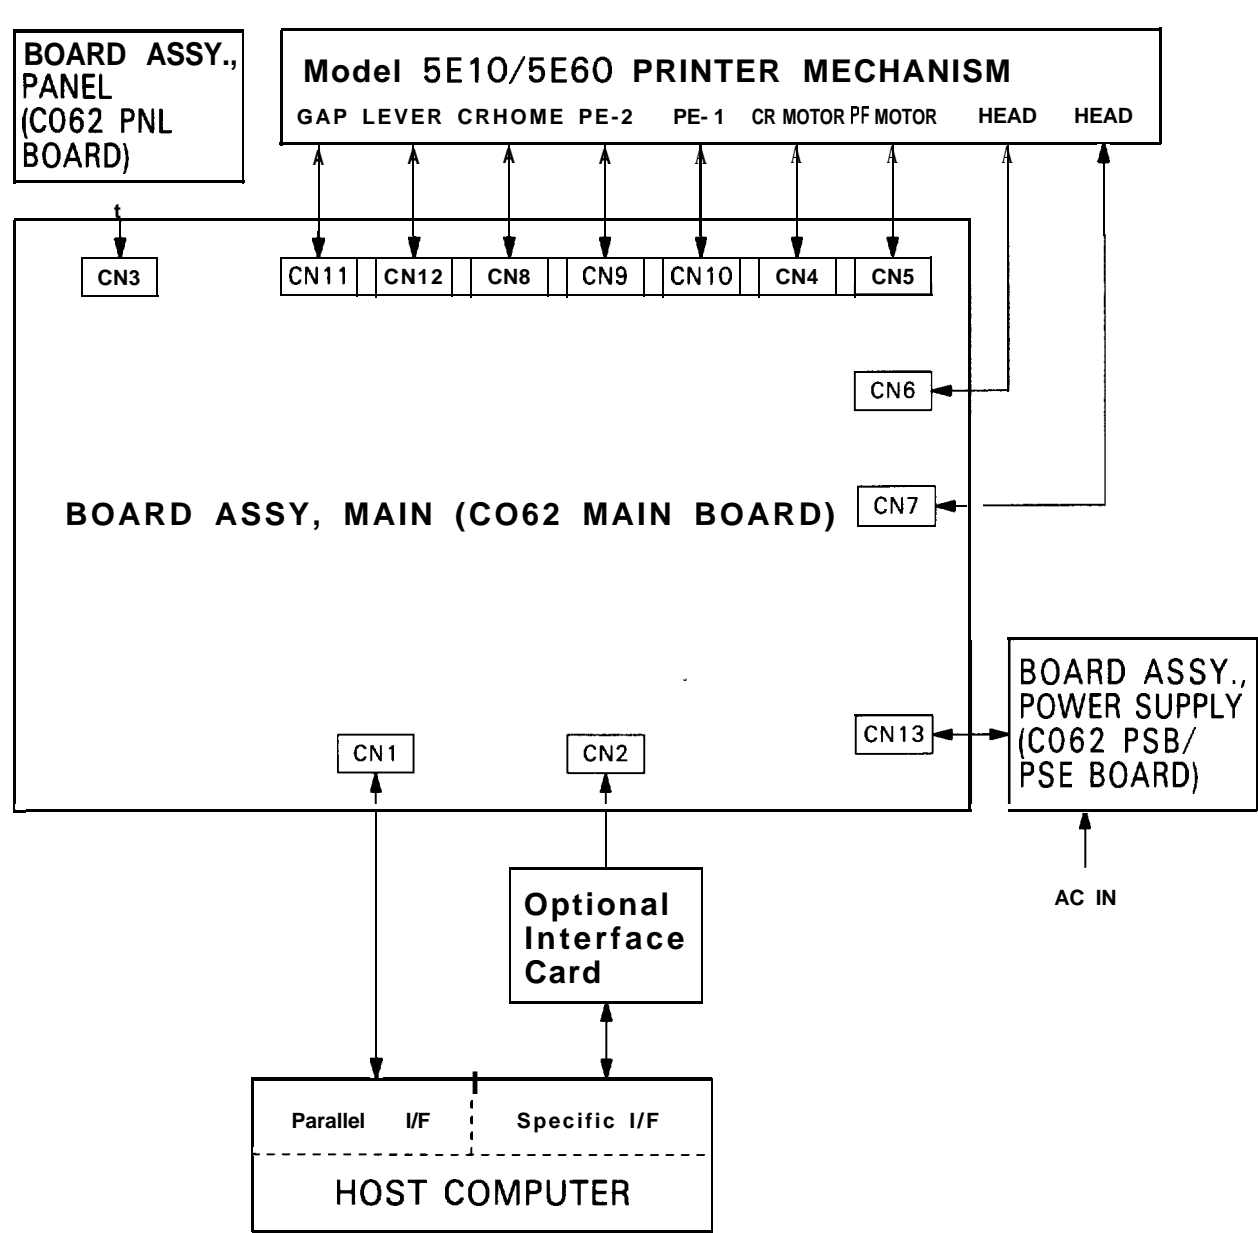 BOARD ASSY.,
PANEL
(C062 PNL
BOARD)
Model 5E10/5E60 PRINTER MECHANISM
GAP LEVER CRHOME PE-2 PE-1 CR MOTOR PF MOTOR HEAD HEAD
t
CN3 CN11 CN12 CN8 CN9 CN10 CN4 CN5
CN6
CN7
BOARD ASSY, MAIN (CO62 MAIN BOARD)
BOARD ASSY.,
POWER SUPPLY
(C062 PSB/
PSE BOARD)
CN13
CN1 CN2
AC IN
Optional
Interface
Card
Parallel I/F Specific I/F
HOST COMPUTER